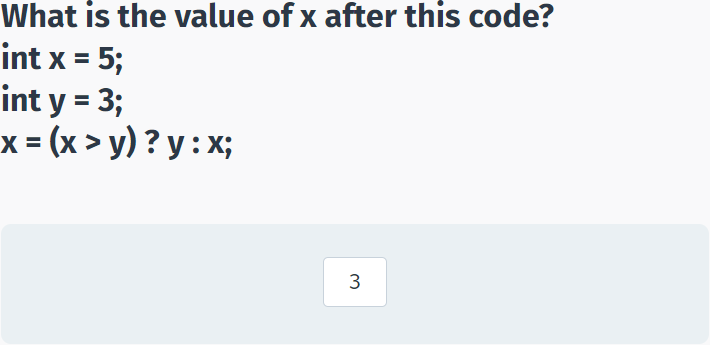 What is the value of x after this code?
int x = 5;
int y = 3;
x = (x > y) ? y : x;
3